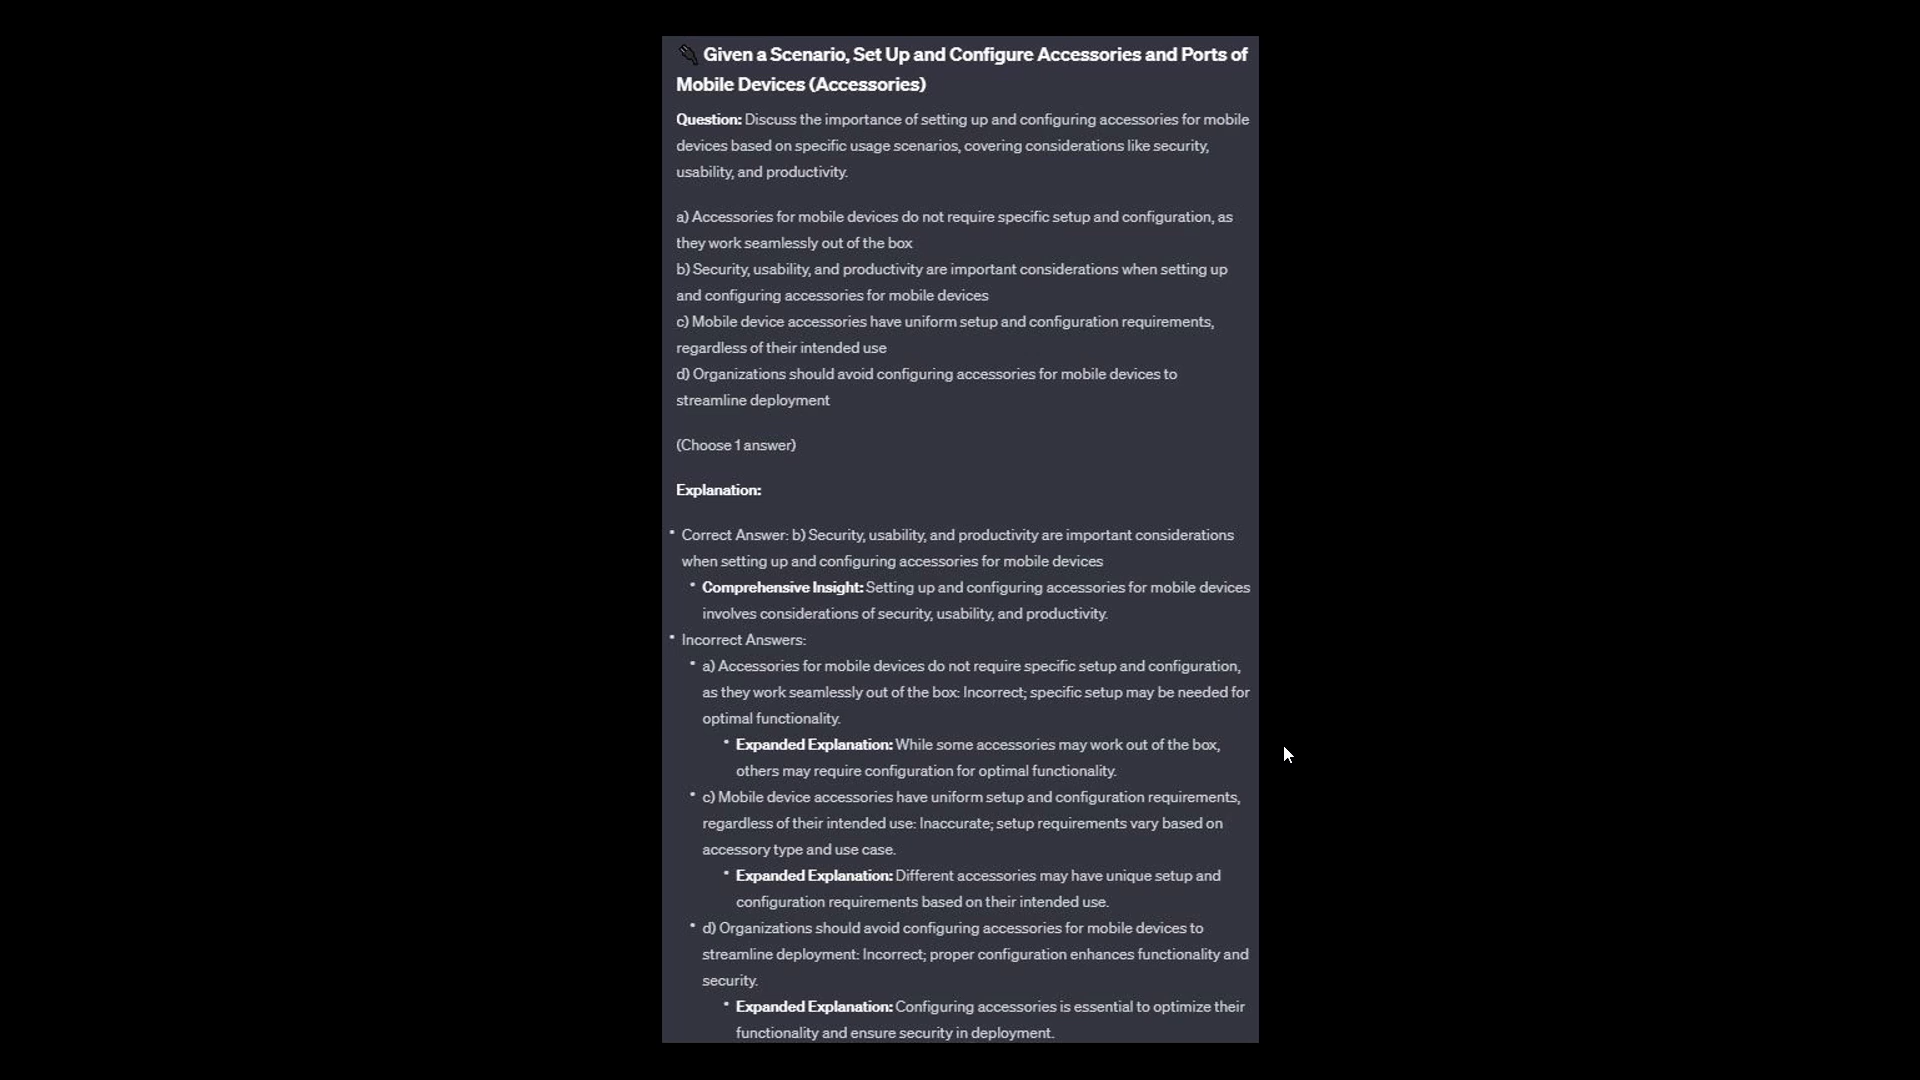 Given a Scenario, Set Up and Configure Accessories and Ports of
Mobile Devices (Accessories)
Question: Discuss the importance of setting up and configuring accessories for mobile
devices based on specific usage scenarios, covering considerations like security,
usability, and productivity.
a) Accessories for mobile devices do not require specific setup and configuration, as
they work seamlessly out of the box
b) Security, usability, and productivity are important considerations when setting up
and configuring accessories for mobile devices
c) Mobile device accessories have uniform setup and configuration requirements,
regardless of their intended use
d) Organizations should avoid configuring accessories for mobile devices to
streamline deployment
(Choose 1 answer)
Explanation:
• Correct Answer: b) Security, usability, and productivity are important considerations
when setting up and configuring accessories for mobile devices
• Comprehensive Insight: Setting up and configuring accessories for mobile devices
involves considerations of security, usability, and productivity.
• Incorrect Answers:
• a) Accessories for mobile devices do not require specific setup and configuration,
as they work seamlessly out of the box: Incorrect; specific setup may be needed for
optimal functionality.
• Expanded Explanation: While some accessories may work out of the box,
others may require configuration for optimal functionality.
• c) Mobile device accessories have uniform setup and configuration requirements,
regardless of their intended use: Inaccurate; setup requirements vary based on
accessory type and use case.
• Expanded Explanation: Different accessories may have unique setup and
configuration requirements based on their intended use.
• d) Organizations should avoid configuring accessories for mobile devices to
streamline deployment: Incorrect; proper configuration enhances functionality and
security.
• Expanded Explanation: Configuring accessories is essential to optimize their
functionality and ensure security in deployment.